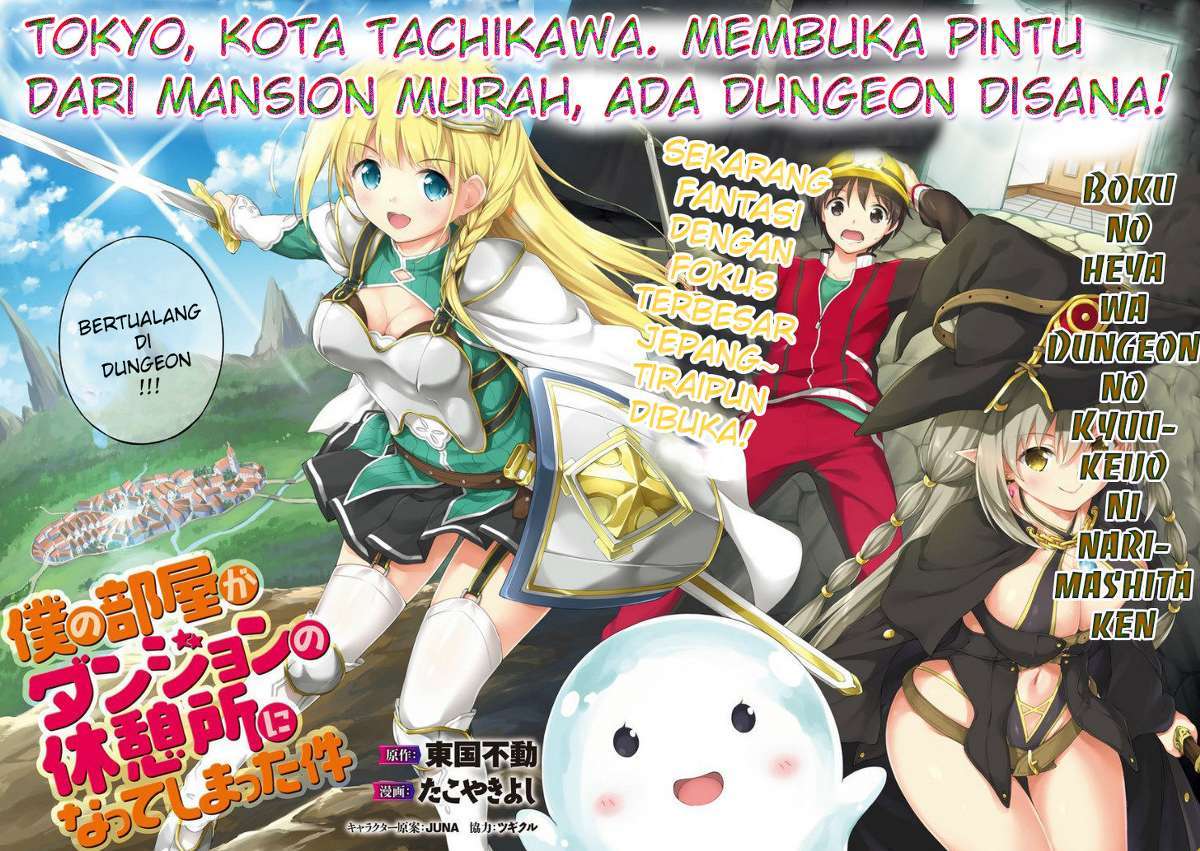 TOKYO, KOTA TACHIKAWA. MEMBUKA PINTU
DARI MANSION MURAH, ADA DUNGEON DISANA!
SEKARANG
FANTASI
DENGAN
FOKUS
TERBESAR
JEPANG~
TIRAIPUN
DIBUKA!
BOKU
NO
HEYA
WA
DUNGEON
NO
KYUU-
KEIJO
NI
NARI-
MASHITA
KEN
BERTUALANG
DI
DUNGEON
!!!
僕の部屋が
ダンジョンの
休憩所に
なってしまった件
原作:東国不動
漫画:たこやきよし
キャラクター原案:JUNA 協力:ツギクル